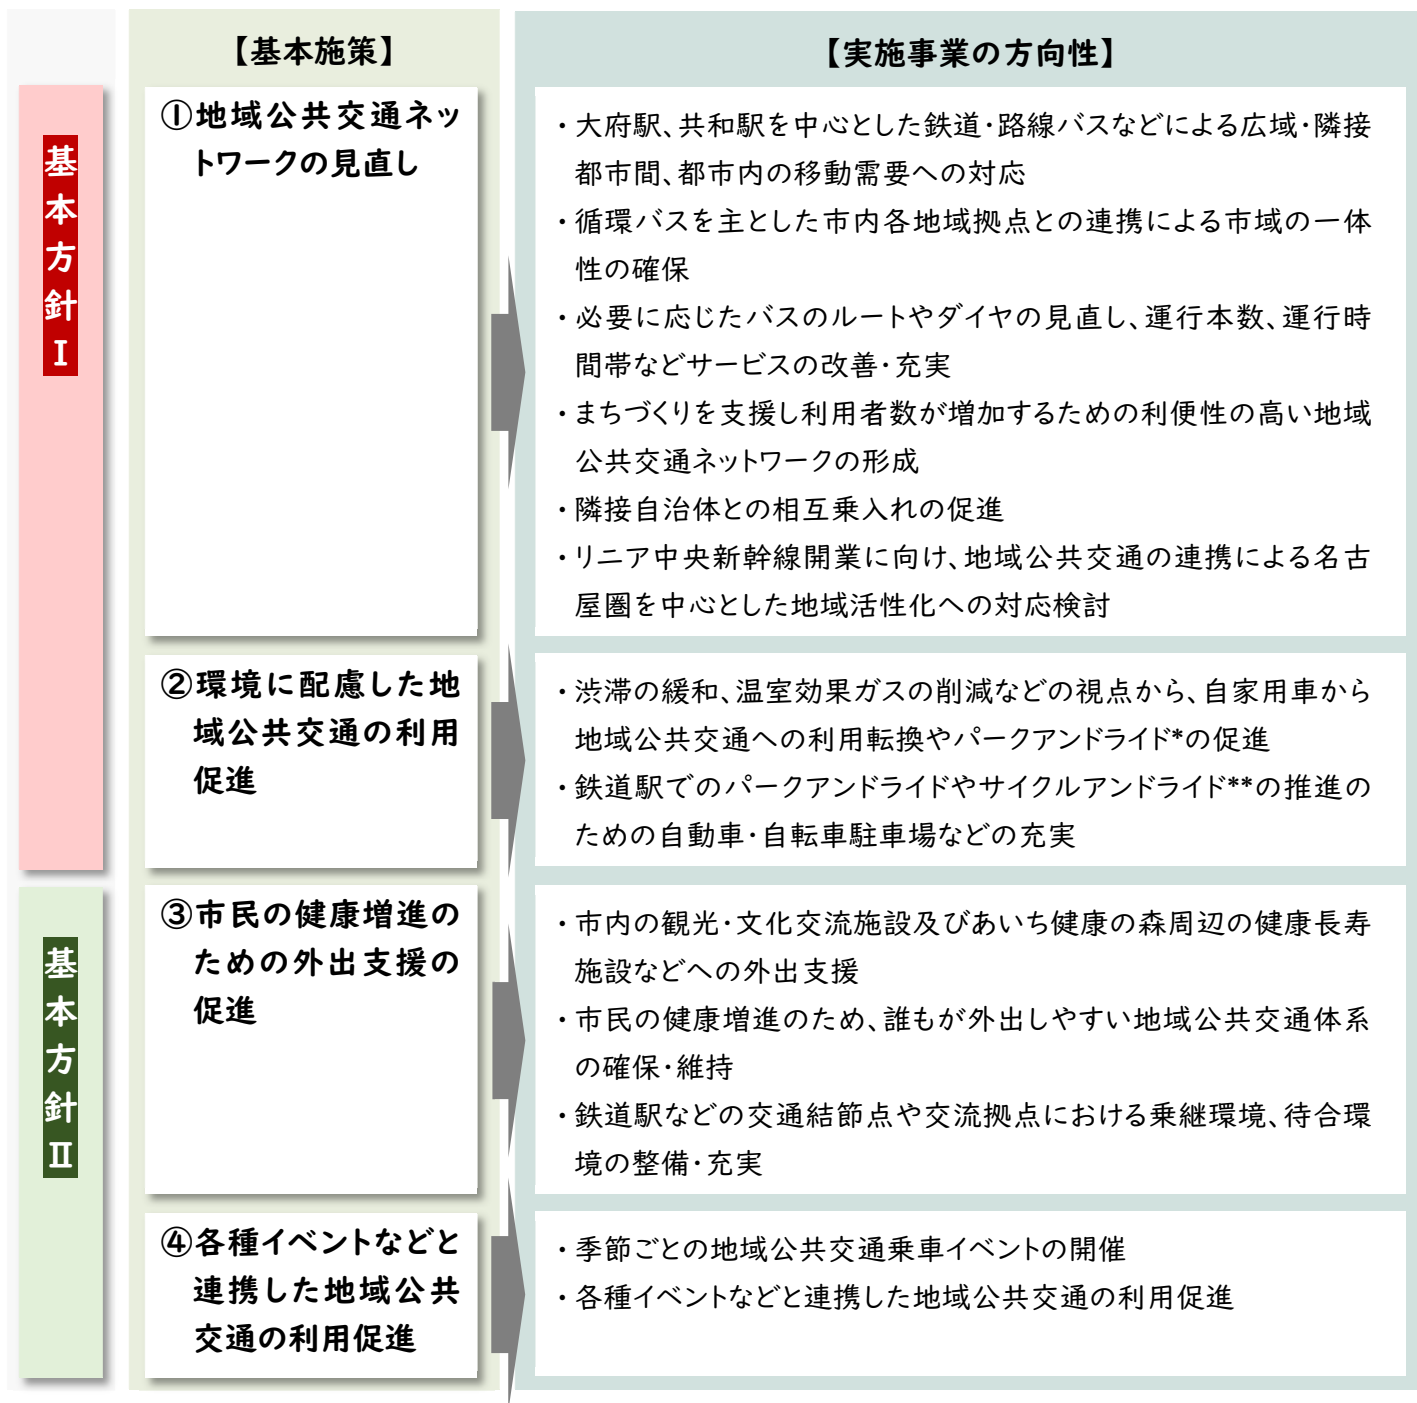 【基本施策】
【実施事業の方向性】
基本方針Ⅰ
①地域公共交通ネッ
トワークの見直し
・大府駅、共和駅を中心とした鉄道・路線バスなどによる広域・隣接
都市間、都市内の移動需要への対応
・循環バスを主とした市内各地域拠点との連携による市域の一体
性の確保
・必要に応じたバスのルートやダイヤの見直し、運行本数、運行時
間帯などサービスの改善・充実
・まちづくりを支援し利用者数が増加するための利便性の高い地域
公共交通ネットワークの形成
・隣接自治体との相互乗入れの促進
・リニア中央新幹線開業に向け、地域公共交通の連携による名古
屋圏を中心とした地域活性化への対応検討
②環境に配慮した地
域公共交通の利用
促進
・渋滞の緩和、温室効果ガスの削減などの視点から、自家用車から
地域公共交通への利用転換やパークアンドライド*の促進
・鉄道駅でのパークアンドライドやサイクルアンドライド**の推進の
ための自動車・自転車駐車場などの充実
基本方針Ⅱ
③市民の健康増進の
ための外出支援の
促進
・市内の観光・文化交流施設及びあいち健康の森周辺の健康長寿
施設などへの外出支援
・市民の健康増進のため、誰もが外出しやすい地域公共交通体系
の確保・維持
・鉄道駅などの交通結節点や交流拠点における乗継環境、待合環
境の整備・充実
④各種イベントなどと
連携した地域公共
交通の利用促進
・季節ごとの地域公共交通乗車イベントの開催
・各種イベントなどと連携した地域公共交通の利用促進